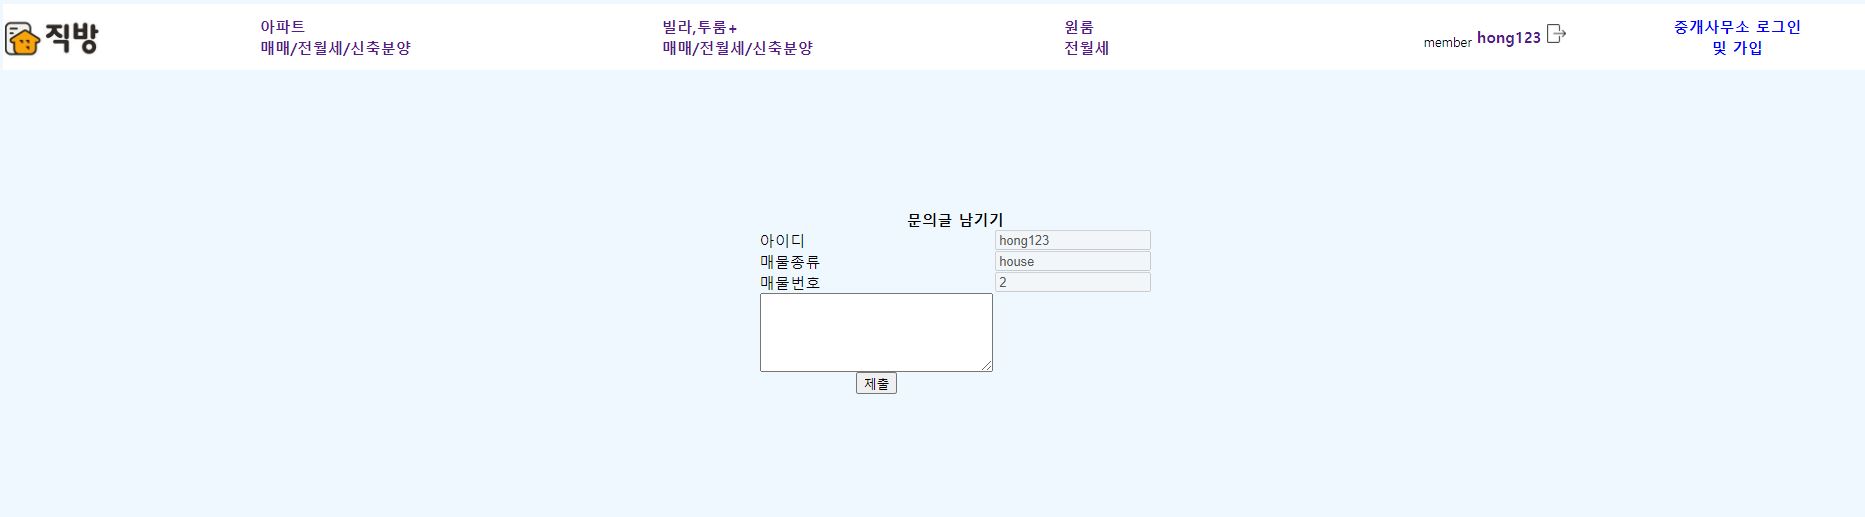 직방
아파트
매매/전월세/신축분양
빌라,투룸+
매매/전월세/신축분양
원룸
전월세
member hong123
중개사무소 로그인
및 가입
문의글 남기기
아이디 hong123
매물종류 house
매물번호 2
제출